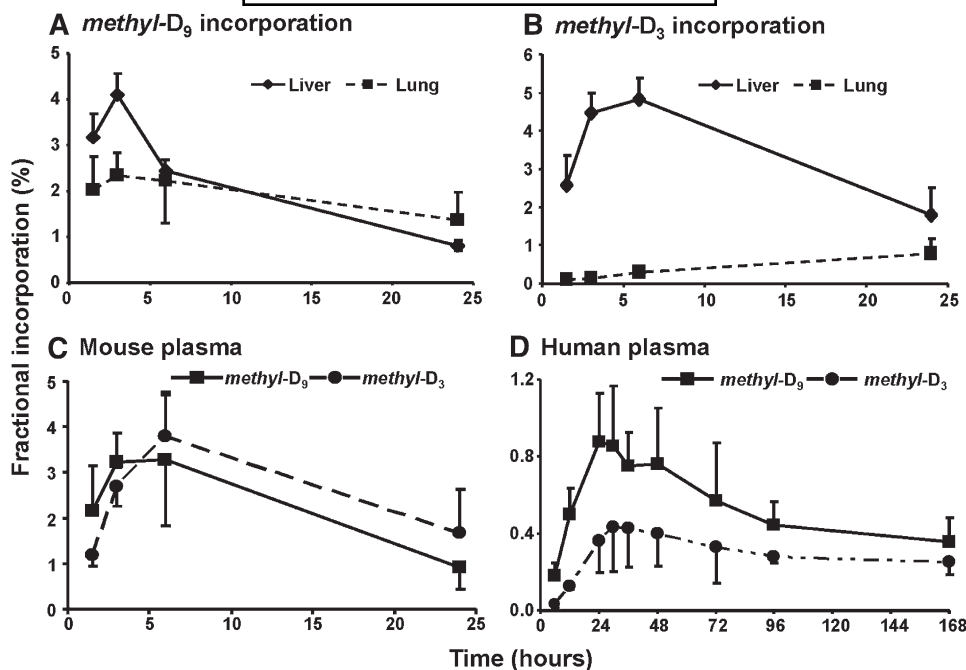 A methyl-D9 incorporation
B methyl-D3 incorporation
Fractional incorporation (%)
5
4
3
2
1
0
0 5 10 15 20 25
Liver Lung
6
5
4
3
2
1
0
0 5 10 15 20 25
Liver Lung
C Mouse plasma
methyl-D9 methyl-D3
5
4
3
2
1
0
0 5 10 15 20 25
D Human plasma
methyl-D9 methyl-D3
1.2
0.8
0.4
0.0
0 24 48 72 96 120 144 168
Time (hours)